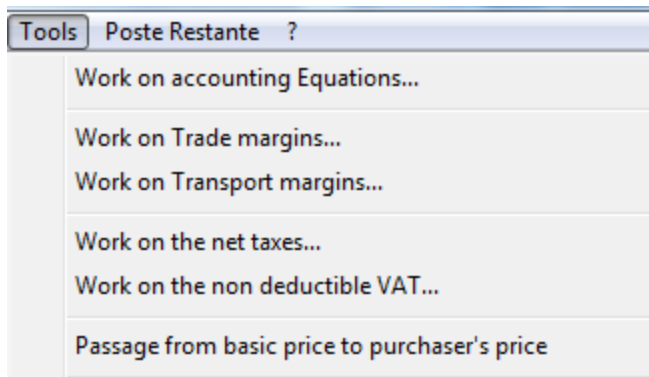 Tools Poste Restante ?
Work on accounting Equations...
Work on Trade margins...
Work on Transport margins...
Work on the net taxes...
Work on the non deductible VAT...
Passage from basic price to purchaser's price